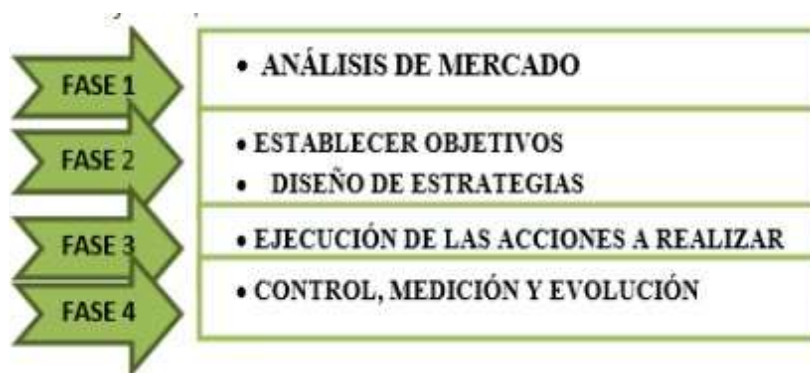 FASE 1
• ANÁLISIS DE MERCADO
FASE 2
• ESTABLECER OBJETIVOS
• DISEÑO DE ESTRATEGIAS
FASE 3
• EJECUCIÓN DE LAS ACCIONES A REALIZAR
FASE 4
• CONTROL, MEDICIÓN Y EVOLUCIÓN